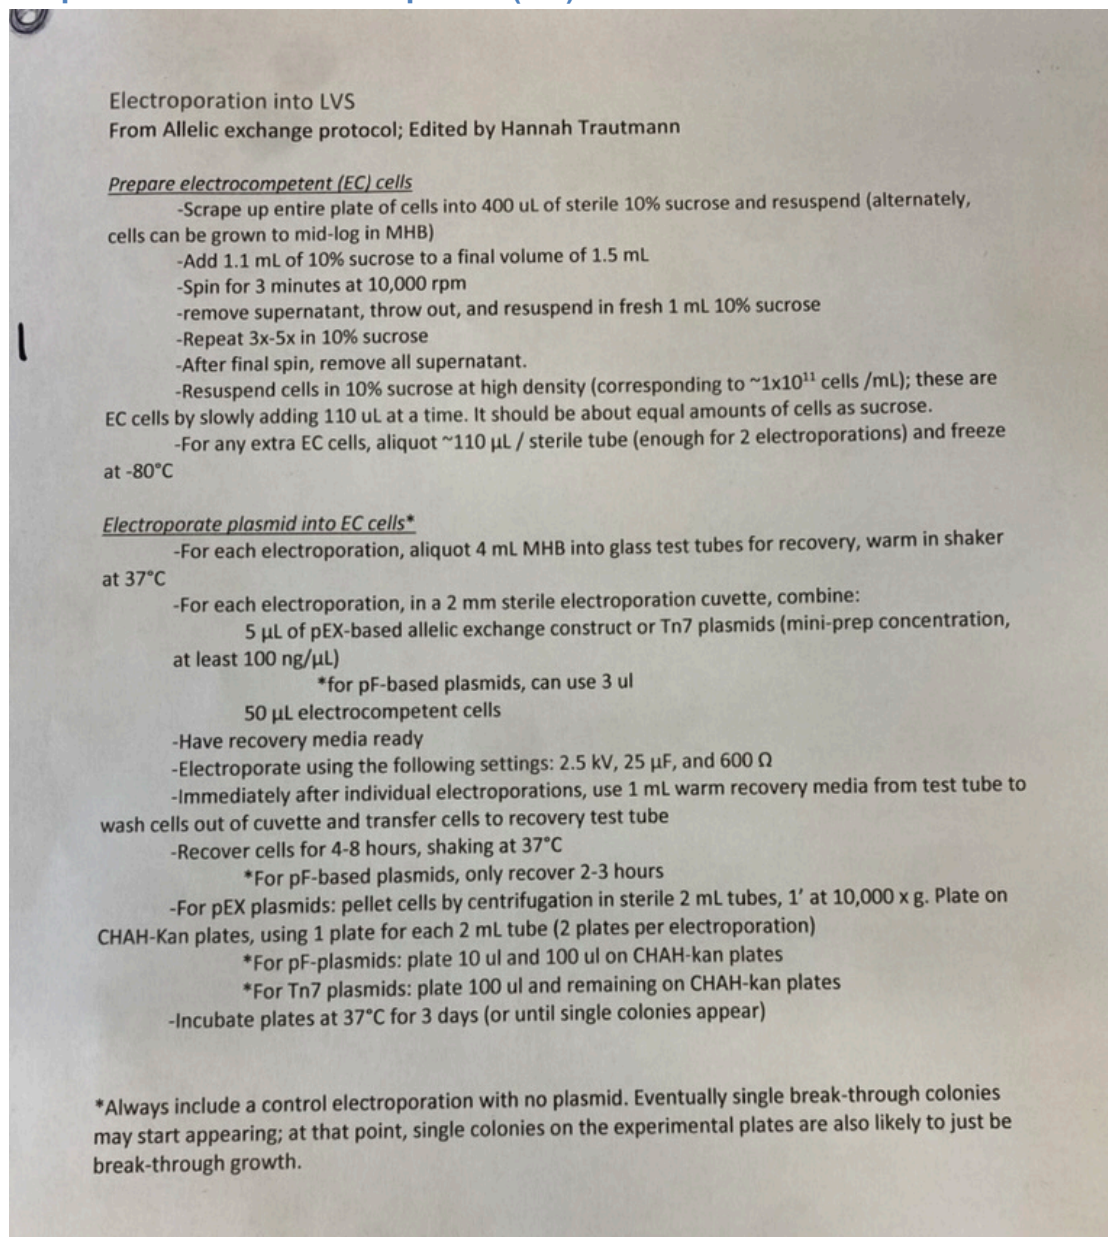 Electroporation into LVS
From Allelic exchange protocol; Edited by Hannah Trautmann
Prepare electrocompetent (EC) cells
-Scrape up entire plate of cells into 400 uL of sterile 10% sucrose and resuspend (alternately,
cells can be grown to mid-log in MHB)
-Add 1.1 mL of 10% sucrose to a final volume of 1.5 mL
-Spin for 3 minutes at 10,000 rpm
-remove supernatant, throw out, and resuspend in fresh 1 mL 10% sucrose
-Repeat 3x-5x in 10% sucrose
-After final spin, remove all supernatant.
-Resuspend cells in 10% sucrose at high density (corresponding to ~1x10¹¹ cells /mL); these are
EC cells by slowly adding 110 uL at a time. It should be about equal amounts of cells as sucrose.
-For any extra EC cells, aliquot ~110 µL / sterile tube (enough for 2 electroporations) and freeze
at -80°C
Electroporate plasmid into EC cells*
-For each electroporation, aliquot 4 mL MHB into glass test tubes for recovery, warm in shaker
at 37°C
-For each electroporation, in a 2 mm sterile electroporation cuvette, combine:
5 µL of pEX-based allelic exchange construct or Tn7 plasmids (mini-prep concentration,
at least 100 ng/µL)
*for pF-based plasmids, can use 3 ul
50 µL electrocompetent cells
-Have recovery media ready
-Electroporate using the following settings: 2.5 kV, 25 µF, and 600 Ω
-Immediately after individual electroporations, use 1 mL warm recovery media from test tube to
wash cells out of cuvette and transfer cells to recovery test tube
-Recover cells for 4-8 hours, shaking at 37°C
*For pF-based plasmids, only recover 2-3 hours
-For pEX plasmids: pellet cells by centrifugation in sterile 2 mL tubes, 1’ at 10,000 x g. Plate on
CHAH-Kan plates, using 1 plate for each 2 mL tube (2 plates per electroporation)
*For pF-plasmids: plate 10 ul and 100 ul on CHAH-kan plates
*For Tn7 plasmids: plate 100 ul and remaining on CHAH-kan plates
-Incubate plates at 37°C for 3 days (or until single colonies appear)
*Always include a control electroporation with no plasmid. Eventually single break-through colonies
may start appearing; at that point, single colonies on the experimental plates are also likely to just be
break-through growth.